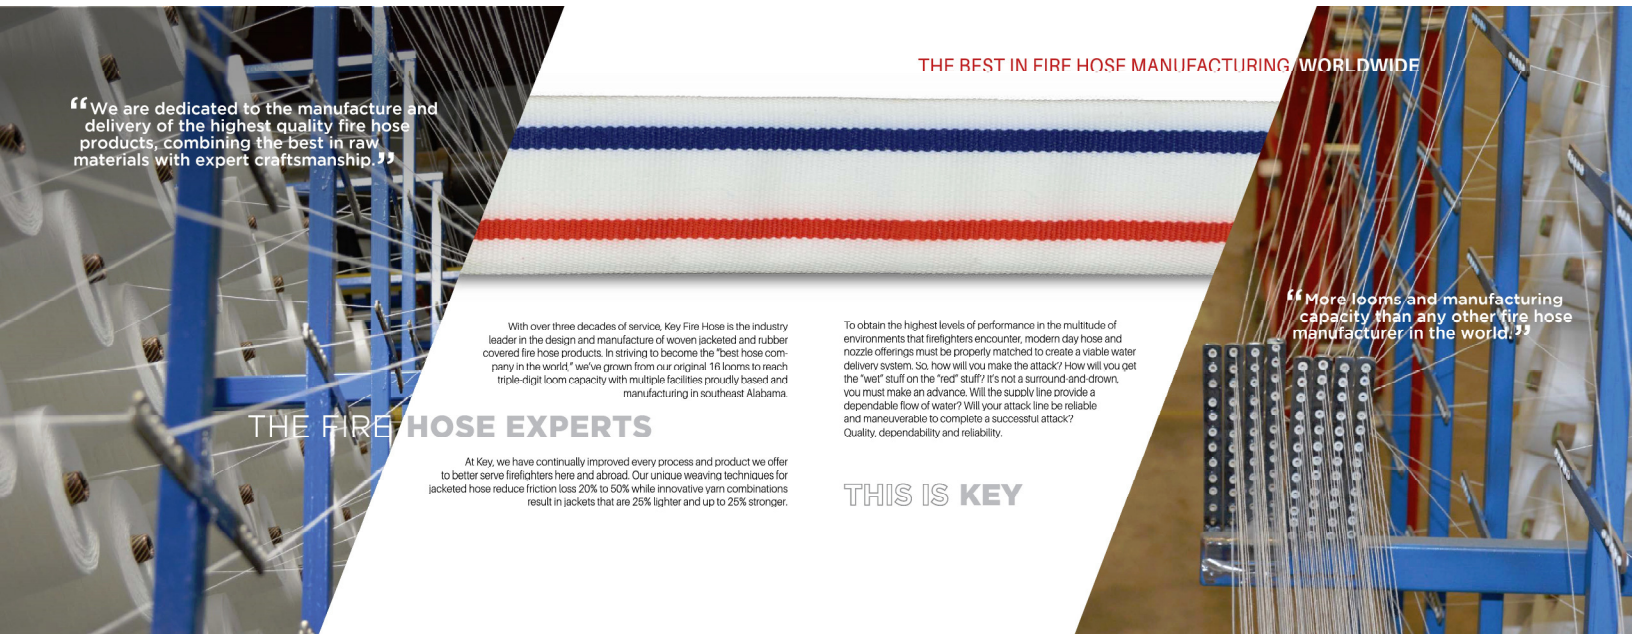 THE BEST IN FIRE HOSE MANUFACTURING WORLDWIDE
“We are dedicated to the manufacture and
delivery of the highest quality fire hose
products, combining the best in raw
materials with expert craftsmanship.”
With over three decades of service, Key Fire Hose is the industry
leader in the design and manufacture of woven jacketed and rubber
covered fire hose products. In striving to become the “best hose com-
pany in the world,” we’ve grown from our original 16 looms to reach
triple-digit loom capacity with multiple facilities proudly based and
manufacturing in southeast Alabama.
THE FIRE HOSE EXPERTS
At Key, we have continually improved every process and product we offer
to better serve firefighters here and abroad. Our unique weaving techniques for
jacketed hose reduce friction loss 20% to 50% while innovative yarn combinations
result in jackets that are 25% lighter and up to 25% stronger.
To obtain the highest levels of performance in the multitude of
environments that firefighters encounter, modern day hose and
nozzle offerings must be properly matched to create a viable water
delivery system. So, how will you make the attack? How will you get
the “wet” stuff on the “red” stuff? It’s not a surround-and-drown,
you must make an advance. Will the supply line provide a
dependable flow of water? Will your attack line be reliable
and maneuverable to complete a successful attack?
Quality, dependability and reliability.
THIS IS KEY
“More looms and manufacturing
capacity than any other fire hose
manufacturer in the world.”